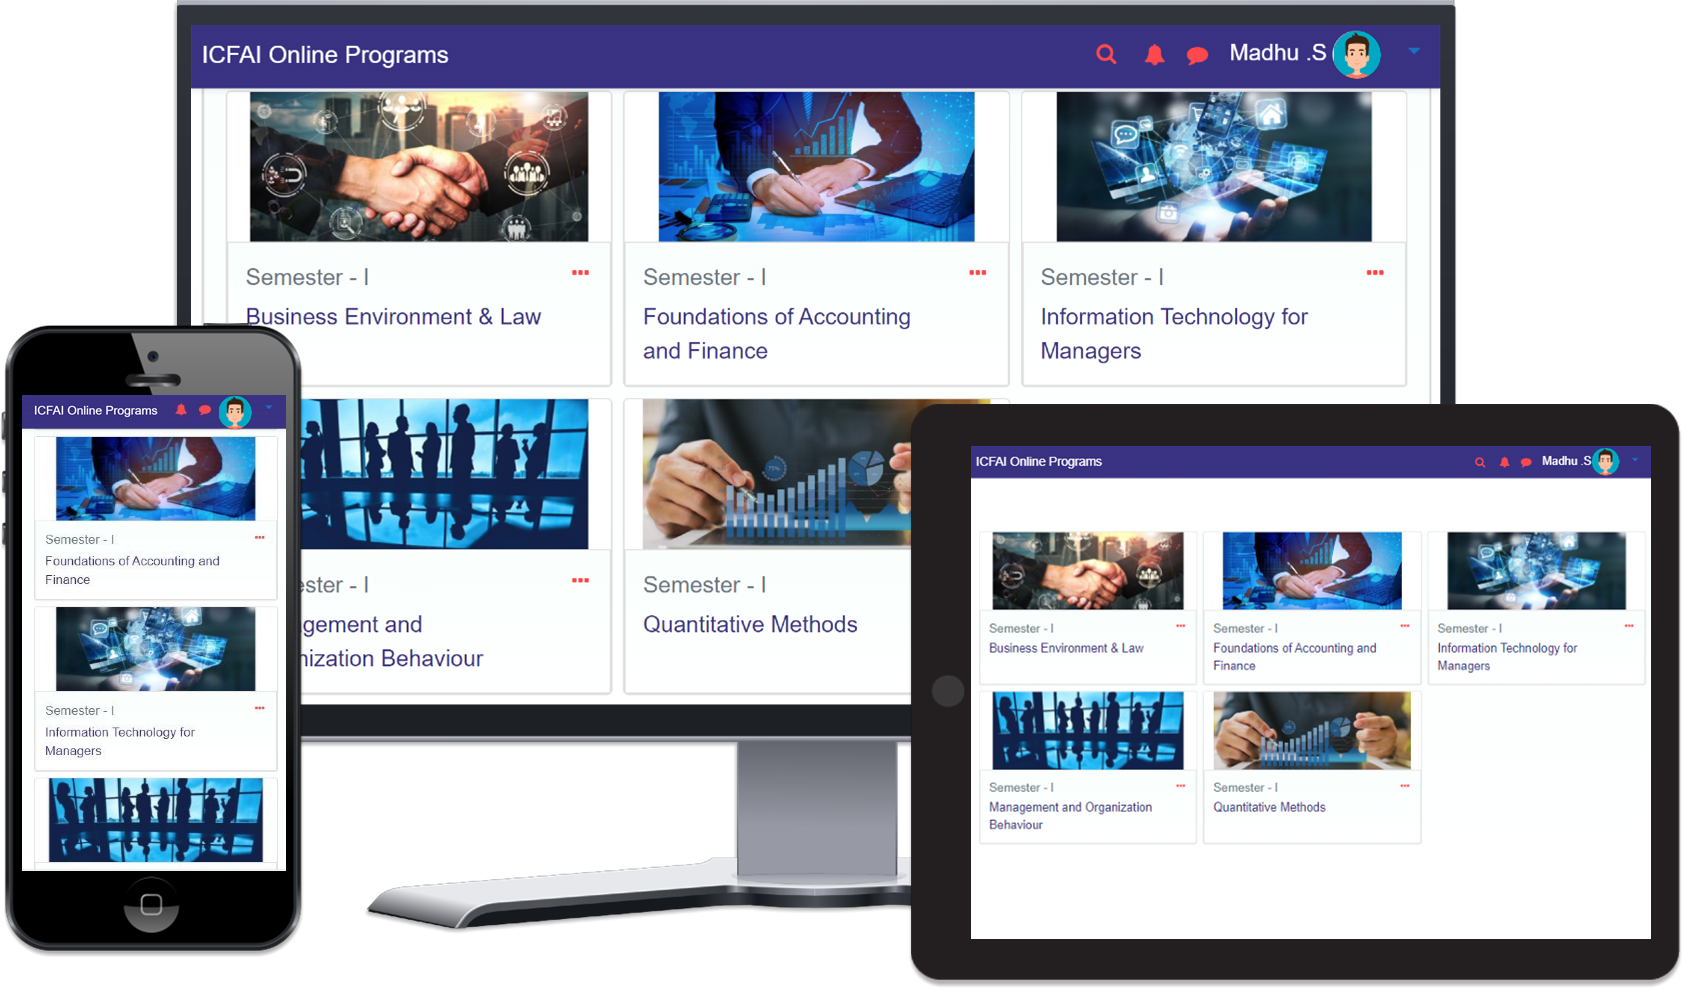 ICFAI Online Programs
Madhu .S
Semester - I
Business Environment & Law
Semester - I
Foundations of Accounting
and Finance
Semester - I
Information Technology for
Managers
ester - I
gement and
nization Behaviour
Semester - I
Quantitative Methods
ICFAI Online Programs
Semester - I
Foundations of Accounting and
Finance
Semester - I
Information Technology for
Managers
ICFAI Online Programs
Madhu .S
Semester - I
Business Environment & Law
Semester - I
Foundations of Accounting and
Finance
Semester - I
Information Technology for
Managers
Semester - I
Management and Organization
Behaviour
Semester - I
Quantitative Methods